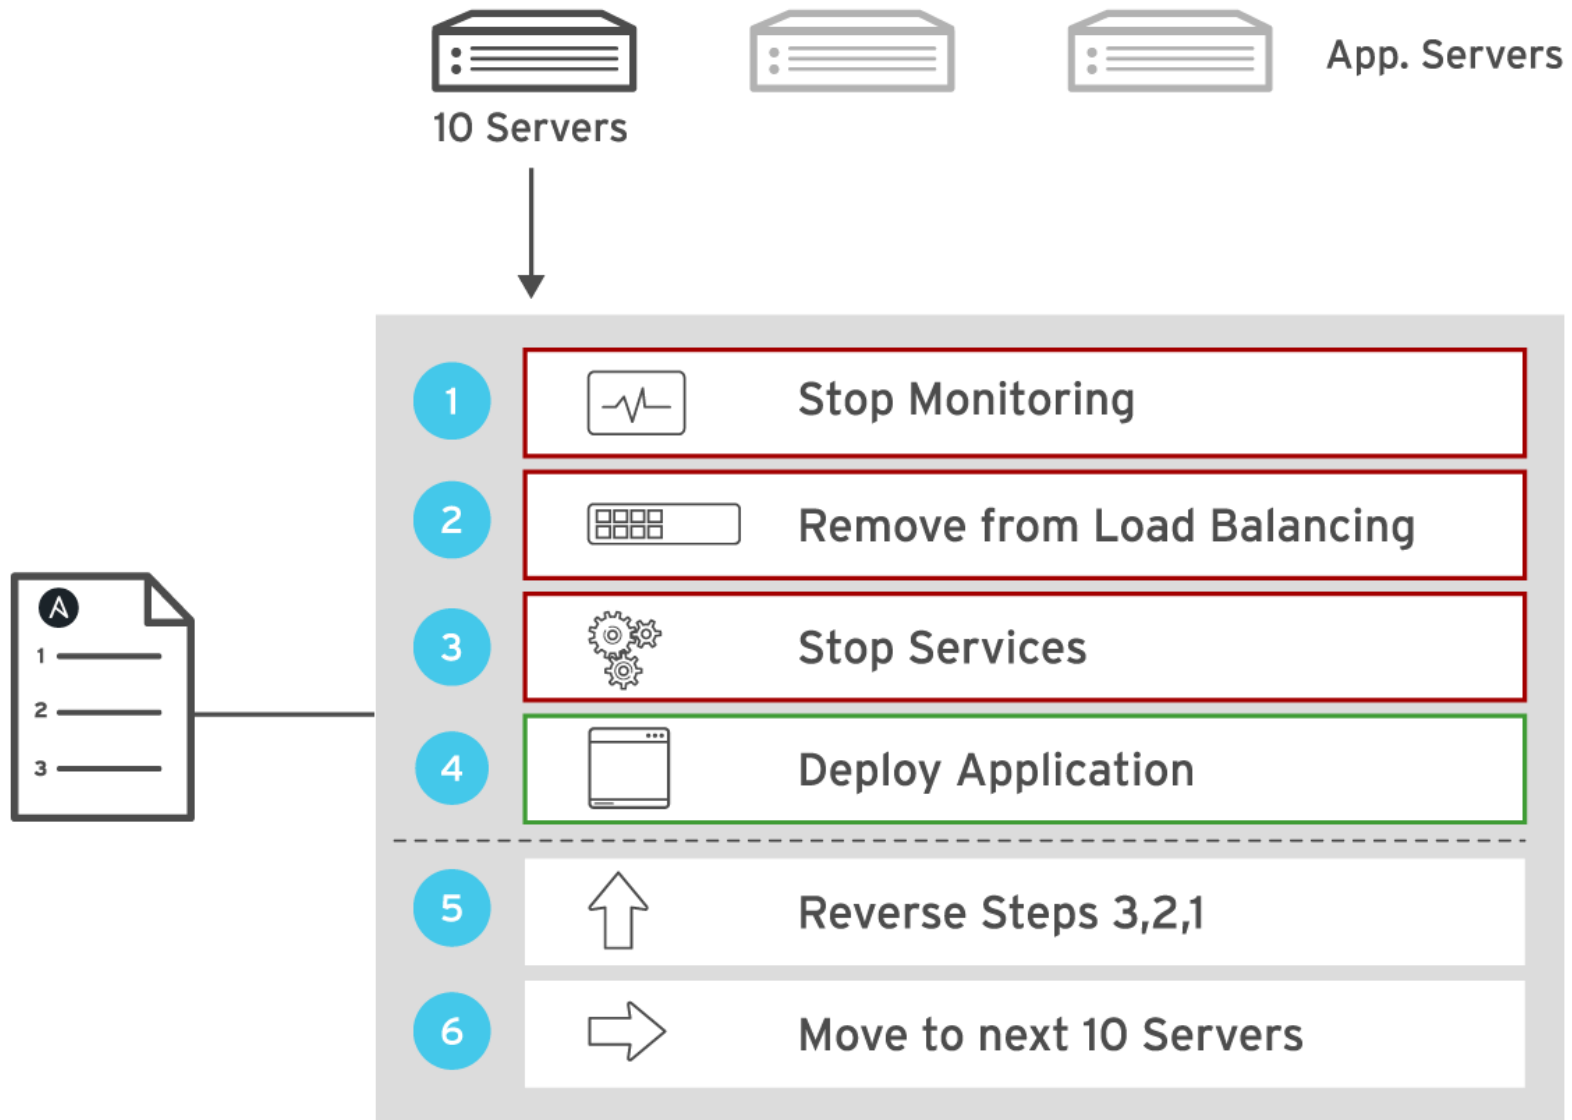 App. Servers
10 Servers
1 Stop Monitoring
2 Remove from Load Balancing
3 Stop Services
4 Deploy Application
5 Reverse Steps 3,2,1
6 Move to next 10 Servers
A
1
2
3